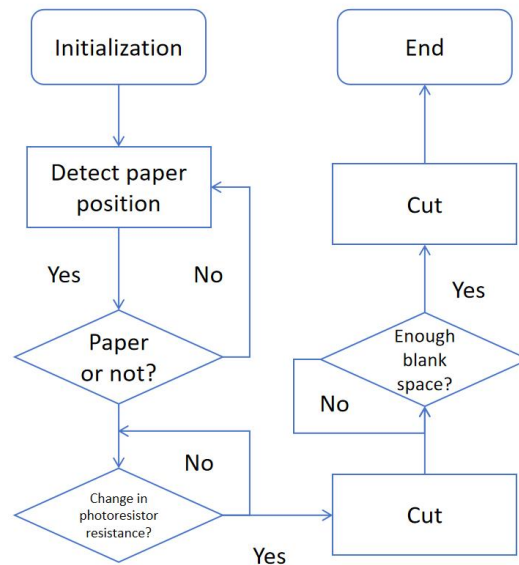 Initialization
Detect paper
position
Yes
No
Paper
or not?
No
Change in
photoresistor
resistance?
Yes
End
Cut
Yes
Enough
blank
space?
No
Cut